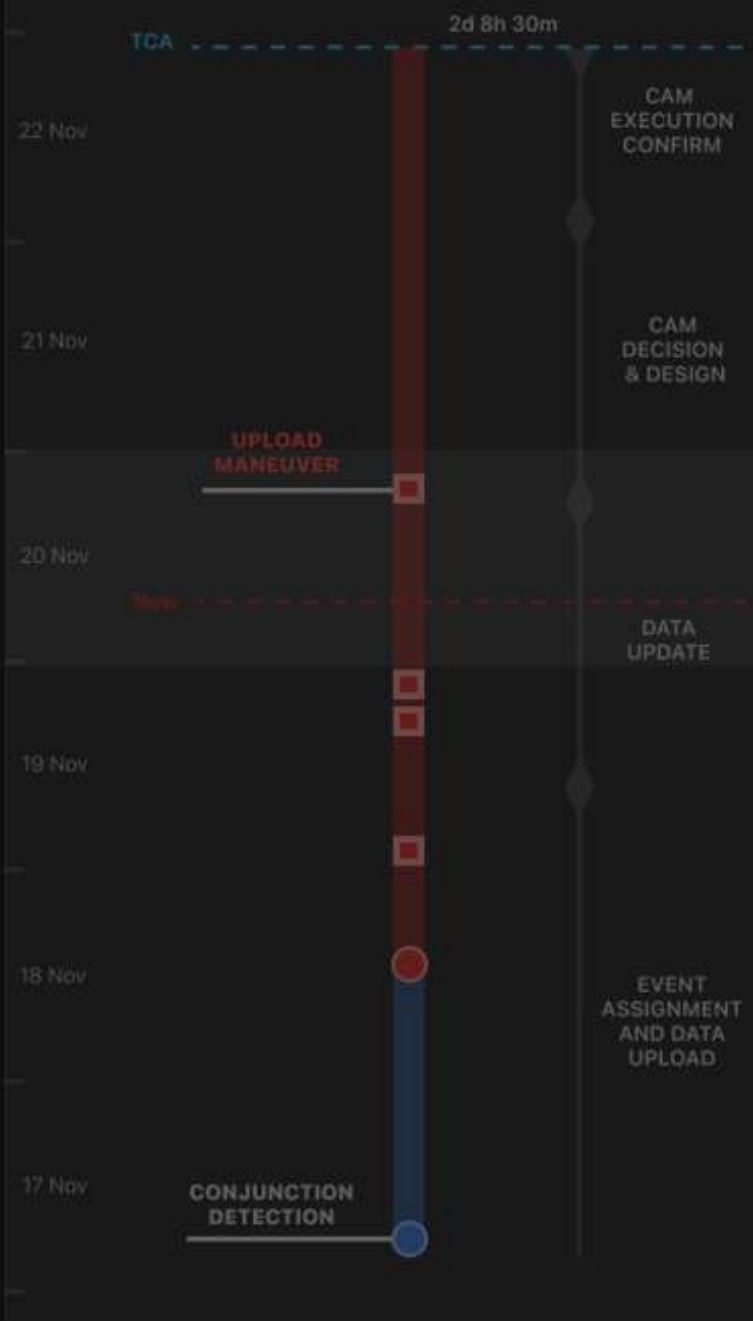 2d 8h 30m
TCA
CAM
EXECUTION
CONFIRM
22 Nov
CAM
DECISION
& DESIGN
21 Nov
UPLOAD
MANEUVER
20 Nov
Now
DATA
UPDATE
19 Nov
18 Nov
EVENT
ASSIGNMENT
AND DATA
UPLOAD
17 Nov
CONJUNCTION
DETECTION